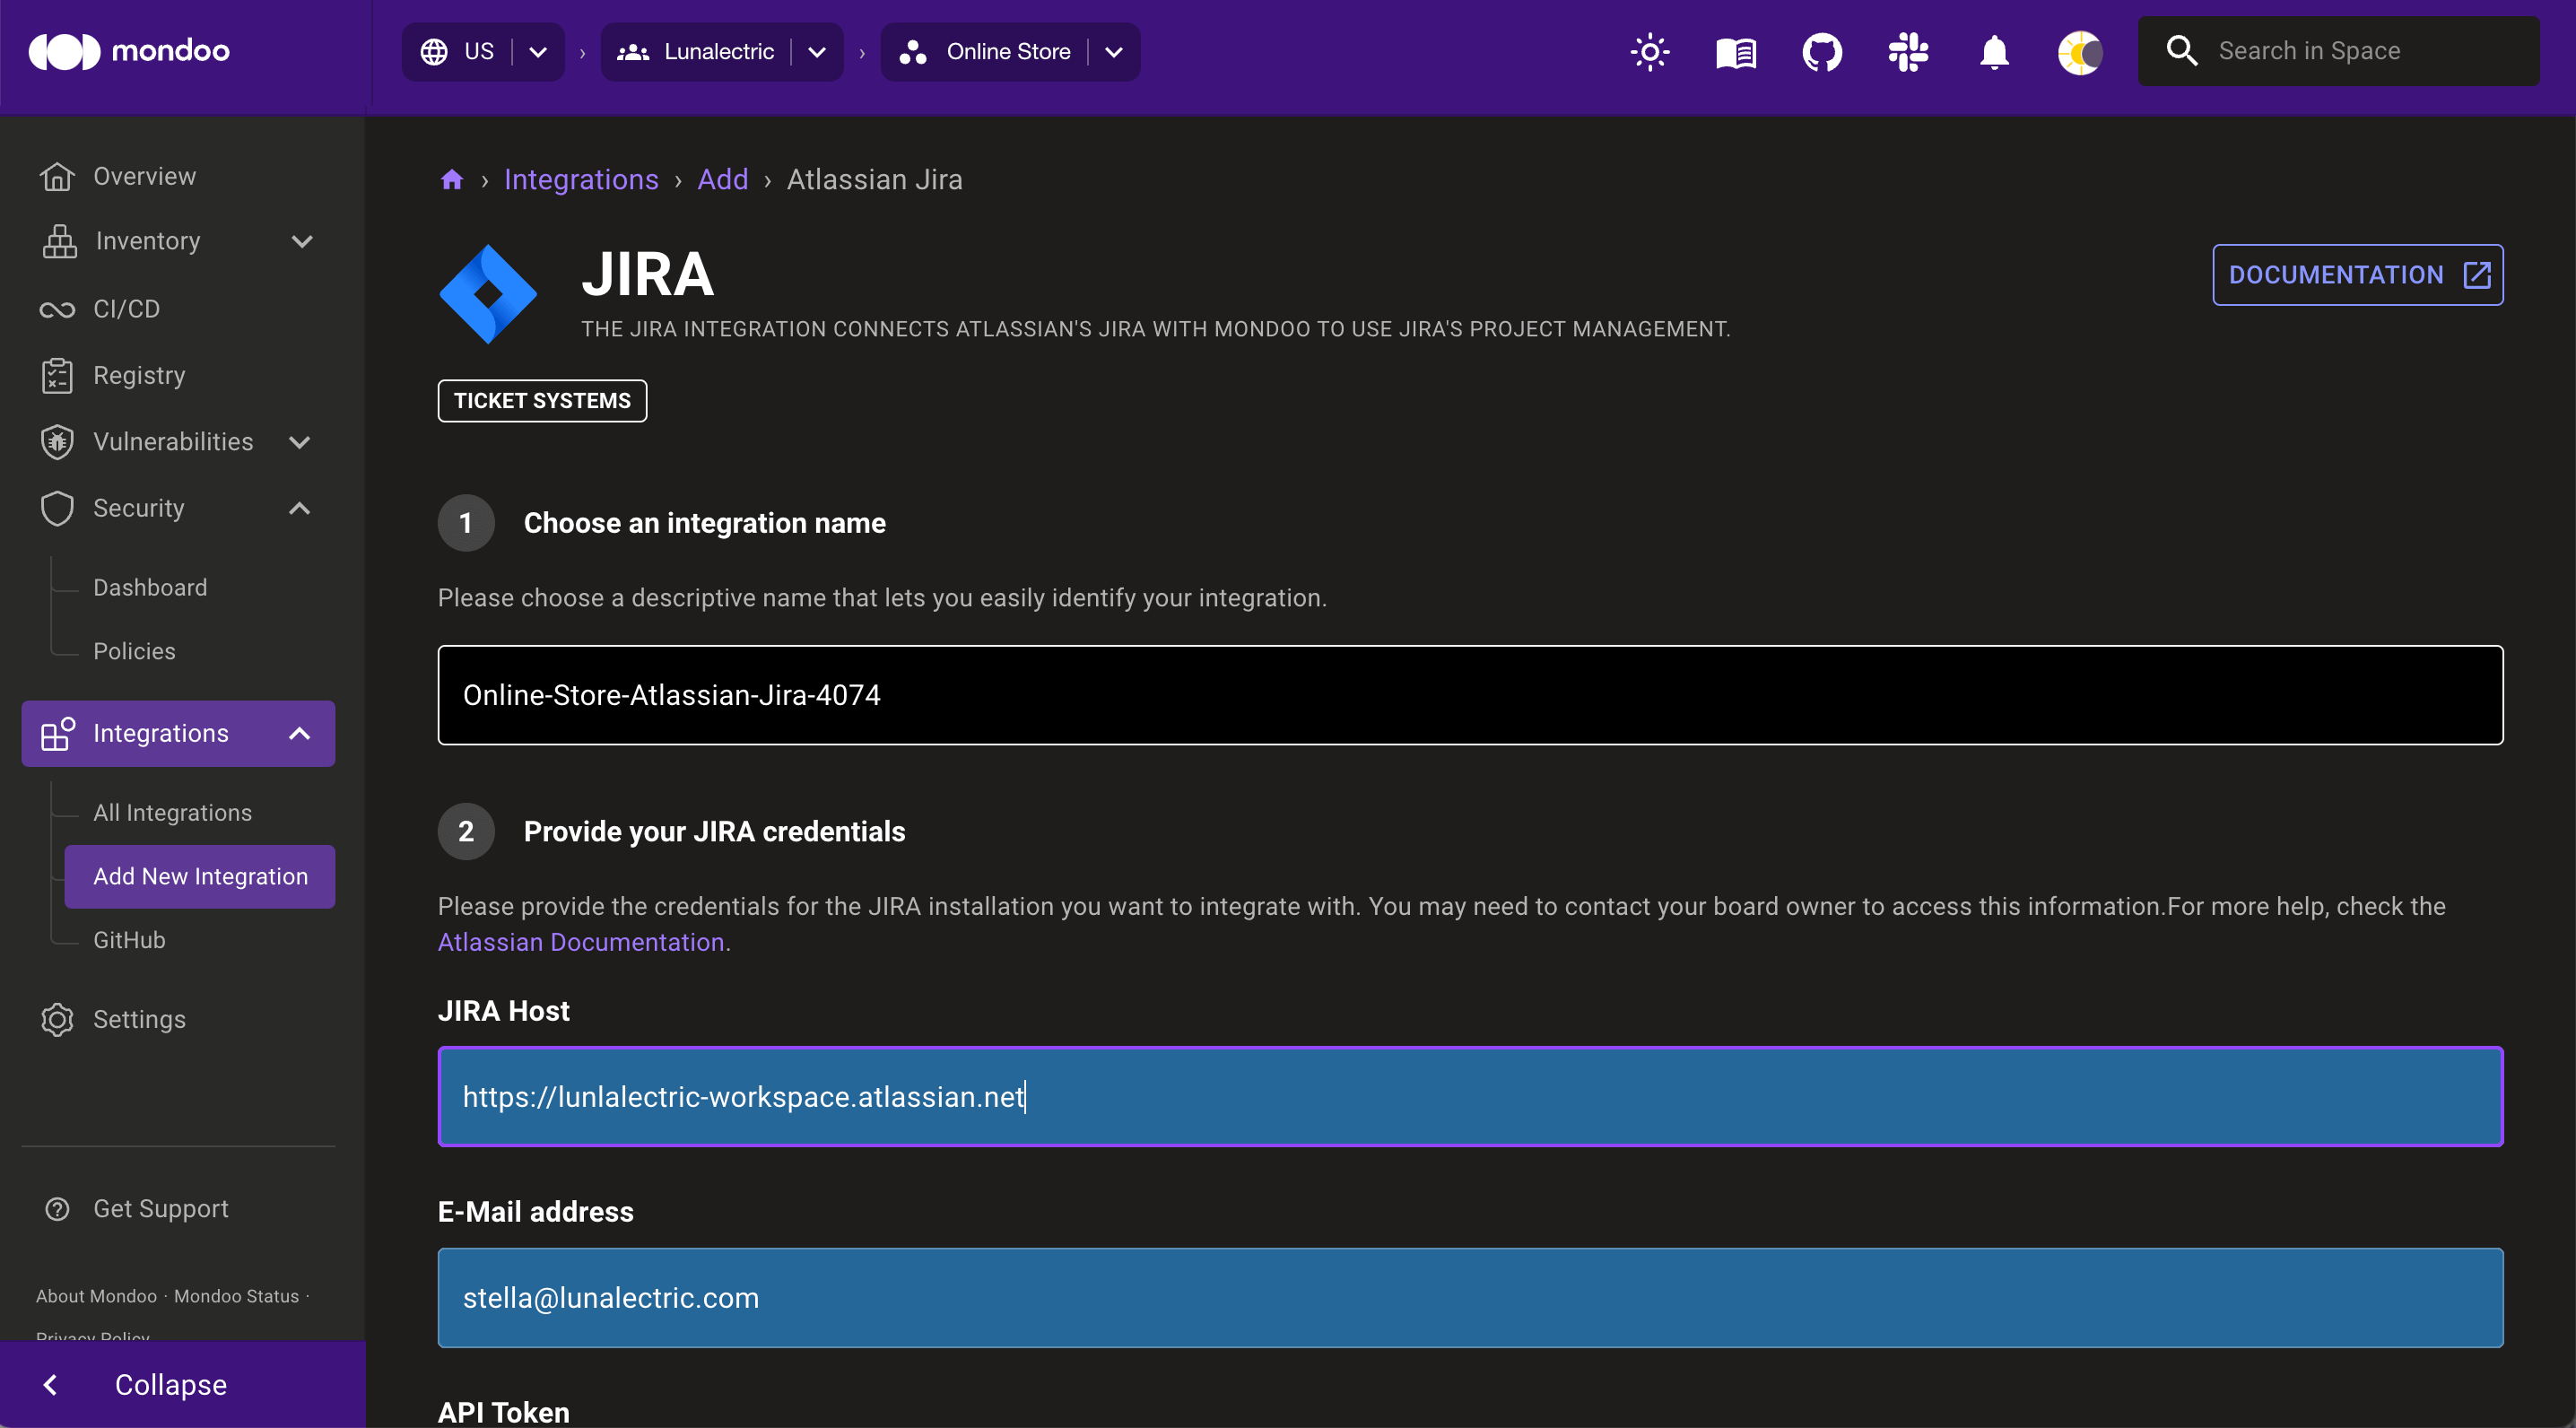 mondoo
US
Lunalectric
Online Store
Search in Space
Overview
Inventory
CI/CD
Registry
Vulnerabilities
Security
Dashboard
Policies
Integrations
All Integrations
Add New Integration
GitHub
Settings
Get Support
About Mondoo · Mondoo Status ·
Privacy Policy
Collapse
› Integrations › Add › Atlassian Jira
JIRA
THE JIRA INTEGRATION CONNECTS ATLASSIAN'S JIRA WITH MONDOO TO USE JIRA'S PROJECT MANAGEMENT.
DOCUMENTATION
TICKET SYSTEMS
1 Choose an integration name
Please choose a descriptive name that lets you easily identify your integration.
Online-Store-Atlassian-Jira-4074
2 Provide your JIRA credentials
Please provide the credentials for the JIRA installation you want to integrate with. You may need to contact your board owner to access this information.For more help, check the
Atlassian Documentation.
JIRA Host
https://lunlalectric-workspace.atlassian.net
E-Mail address
stella@lunalectric.com
API Token